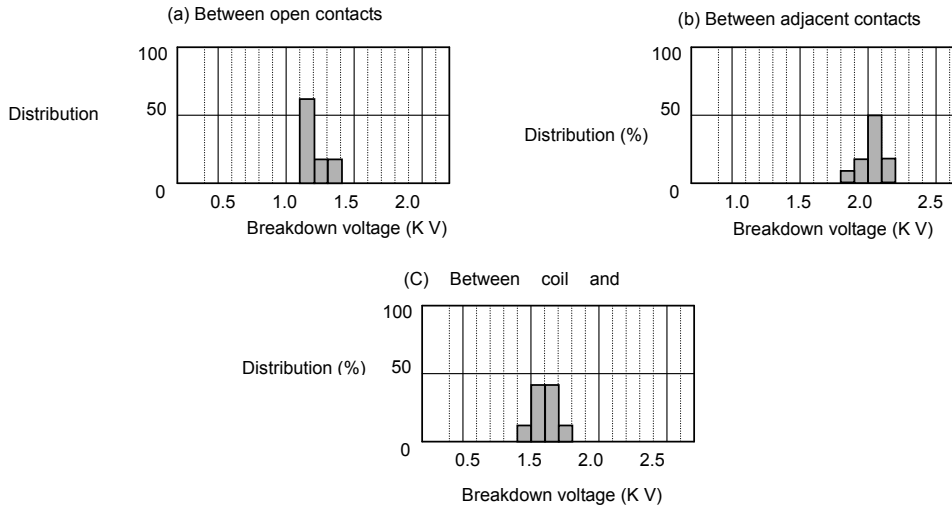 (a) Between open contacts
100
50
0
Distribution
0.5 1.0 1.5 2.0
Breakdown voltage (K V)
(b) Between adjacent contacts
100
50
0
Distribution (%)
1.0 1.5 2.0 2.5
Breakdown voltage (K V)
(C) Between coil and
100
50
0
Distribution (%)
0.5 1.5 2.0 2.5
Breakdown voltage (K V)